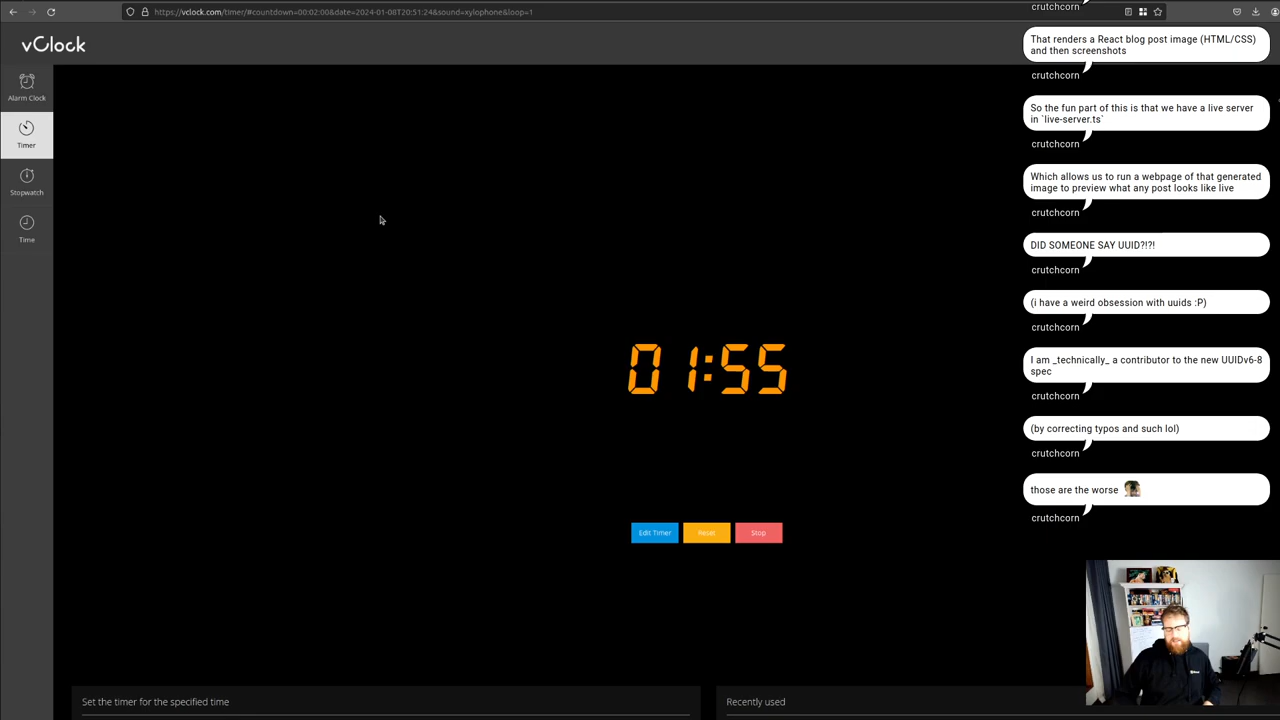 https://vclock.com/timer/#countdown=00:02:00&date=2024-01-08T20:51:24&sound=xylophone&loop=1
vClock
Alarm Clock
Timer
Stopwatch
Time
01:55
Edit Timer
Reset
Stop
Set the timer for the specified time
Recently used
crutchcorn
That renders a React blog post image (HTML/CSS)
and then screenshots
crutchcorn
So the fun part of this is that we have a live server
in `live-server.ts`
crutchcorn
Which allows us to run a webpage of that generated
image to preview what any post looks like live
crutchcorn
DID SOMEONE SAY UUID?!?!
crutchcorn
(i have a weird obsession with uuids :P)
crutchcorn
I am _technically_ a contributor to the new UUIDv6-8
spec
crutchcorn
(by correcting typos and such lol)
crutchcorn
those are the worse
crutchcorn